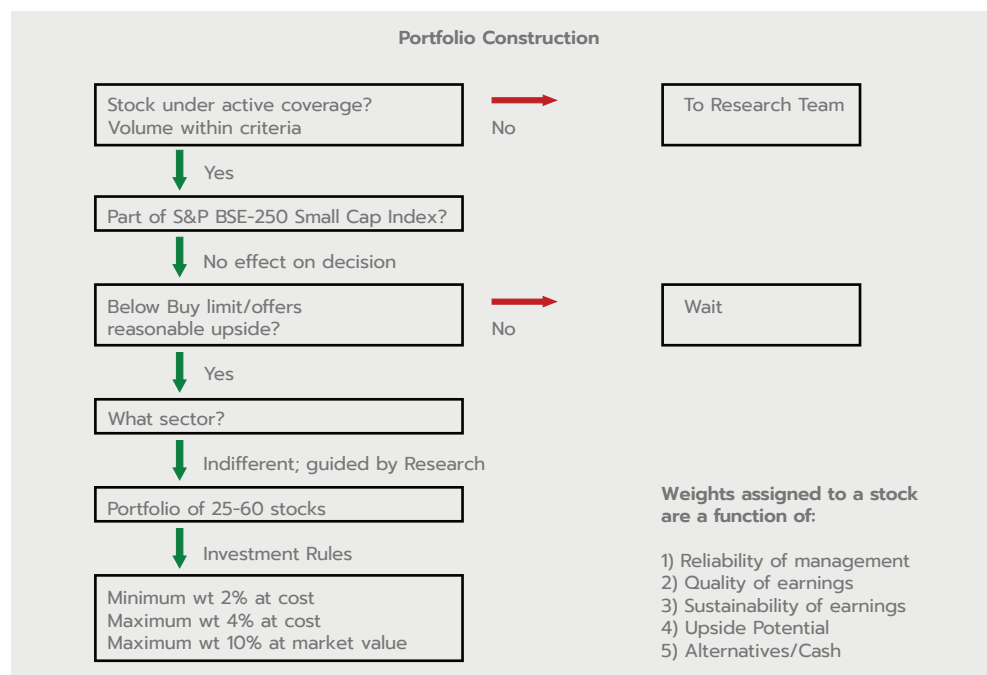 Portfolio Construction
Stock under active coverage?
Volume within criteria
No
To Research Team
Yes
Part of S&P BSE-250 Small Cap Index?
No effect on decision
Below Buy limit/offers
reasonable upside?
No
Wait
Yes
What sector?
Indifferent; guided by Research
Portfolio of 25-60 stocks
Investment Rules
Minimum wt 2% at cost
Maximum wt 4% at cost
Maximum wt 10% at market value
Weights assigned to a stock
are a function of:
1) Reliability of management
2) Quality of earnings
3) Sustainability of earnings
4) Upside Potential
5) Alternatives/Cash